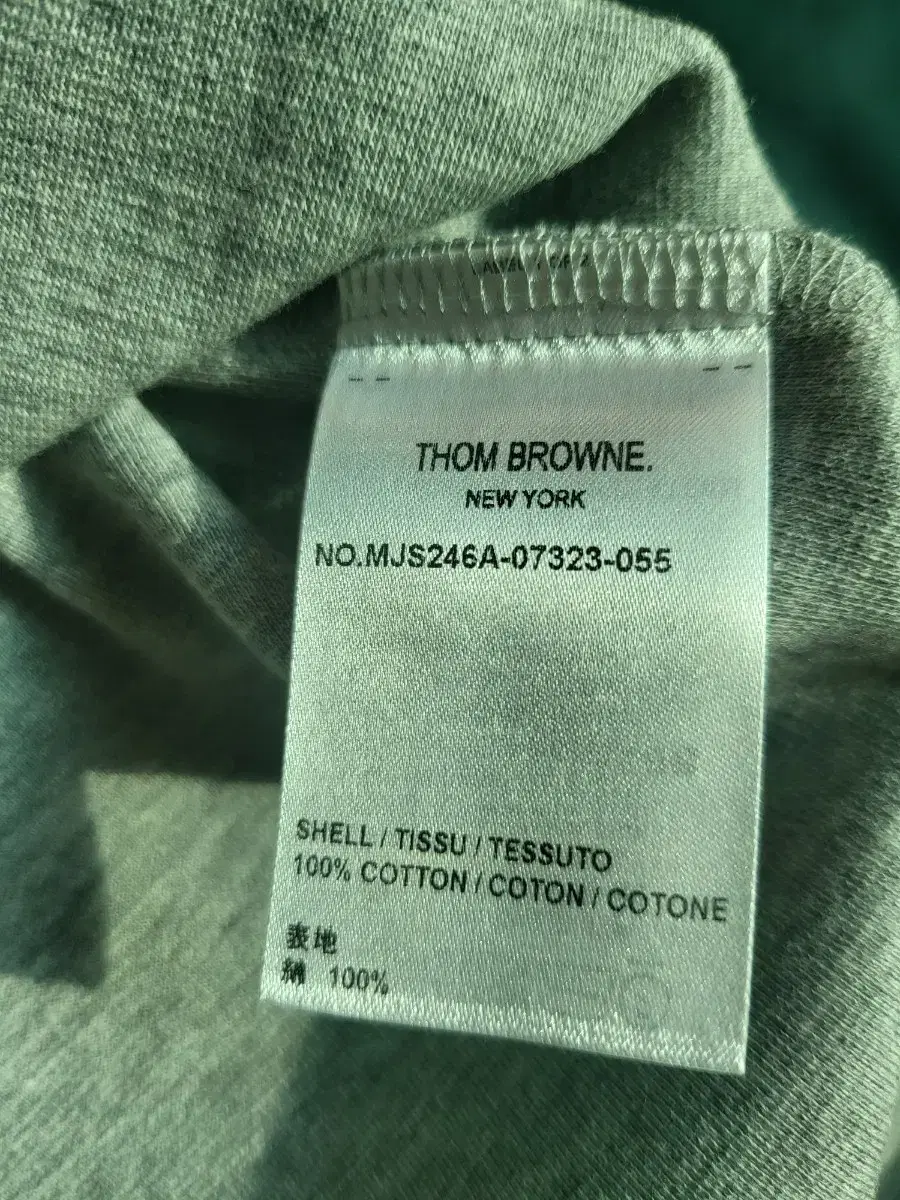 THOM BROWNE.
NEW YORK
NO.MJS246A-07323-055
SHELL / TISSU / TESSUTO
100% COTTON / COTON / COTONE
表地
綿 100%